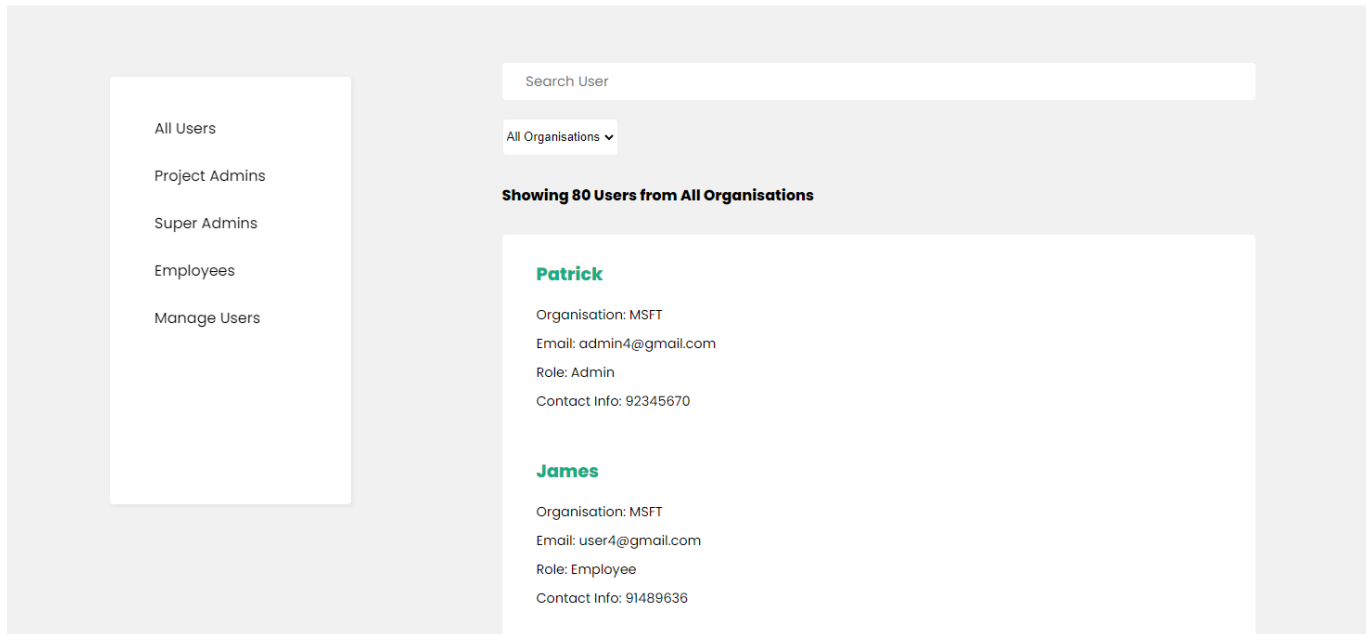 All Users
Project Admins
Super Admins
Employees
Manage Users
Search User
All Organisations
Showing 80 Users from All Organisations
Patrick
Organisation: MSFT
Email: admin4@gmail.com
Role: Admin
Contact Info: 92345670
James
Organisation: MSFT
Email: user4@gmail.com
Role: Employee
Contact Info: 91489636